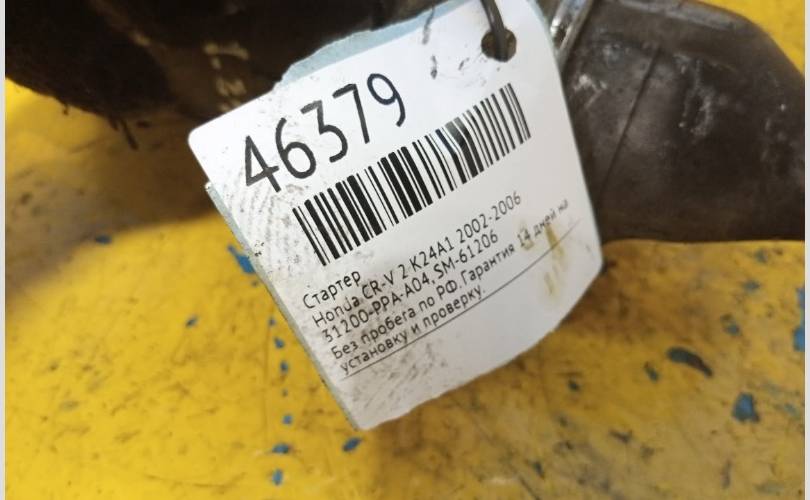 46379
Стартер
Honda CR-V 2 K24A1 2002-2006
31200-PPA-A04, SM-61206
Без пробега по РФ. Гарантия 14 дней на
установку и проверку.